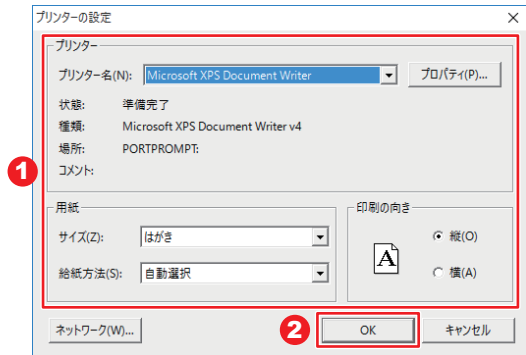 プリンターの設定
プリンター
プリンター名(N): Microsoft XPS Document Writer プロパティ(P)...
状態: 準備完了
種類: Microsoft XPS Document Writer v4
場所: PORTPROMPT:
コメント:
1
用紙
サイズ(Z): はがき
給紙方法(S): 自動選択
印刷の向き
A
縦(O)
横(A)
ネットワーク(W)...
2
OK
キャンセル